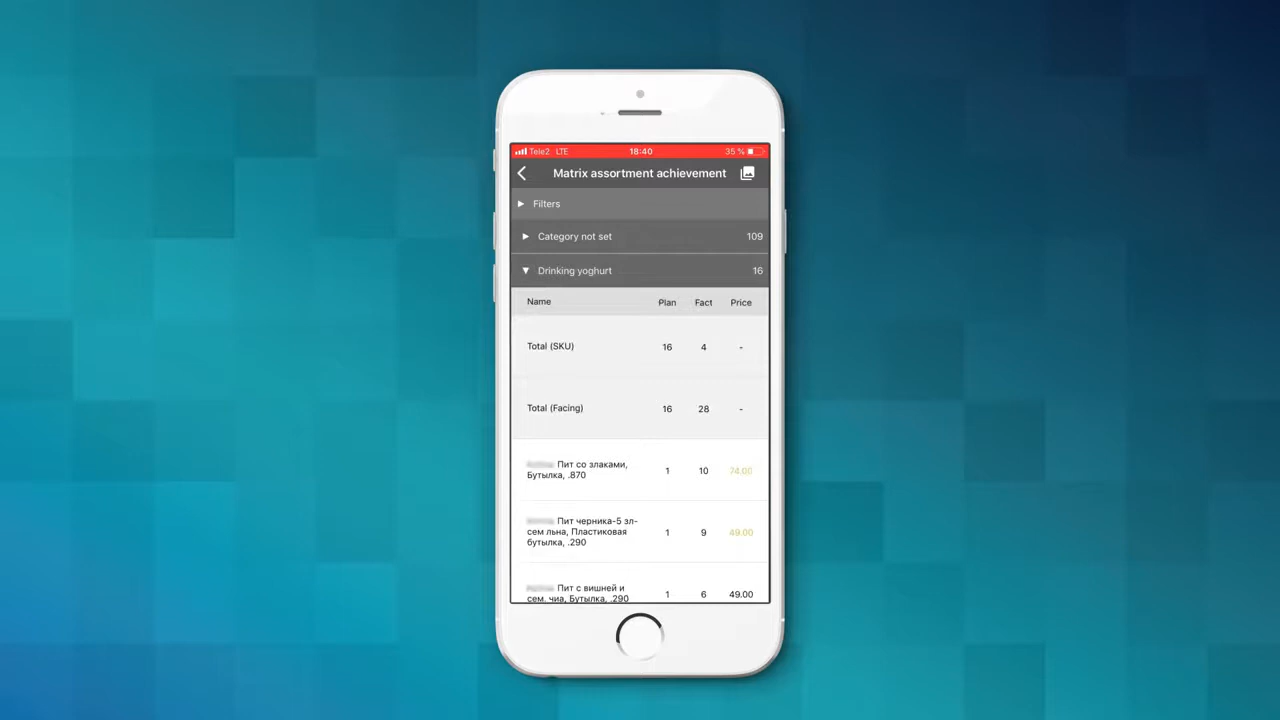 Tele2 LTE 18:40 35 %
Matrix assortment achievement
Filters
Category not set 109
Drinking yoghurt 16
Name Plan Fact Price
Total (SKU) 16 4 -
Total (Facing) 16 28 -
Пит со злаками,
Бутылка, .870 1 10 74.00
Пит черника-5 зл-
сем льна, Пластиковая 1 9 49.00
бутылка, .290
Пит с вишней и
сем. чиа, Бутылка, .290 1 6 49.00